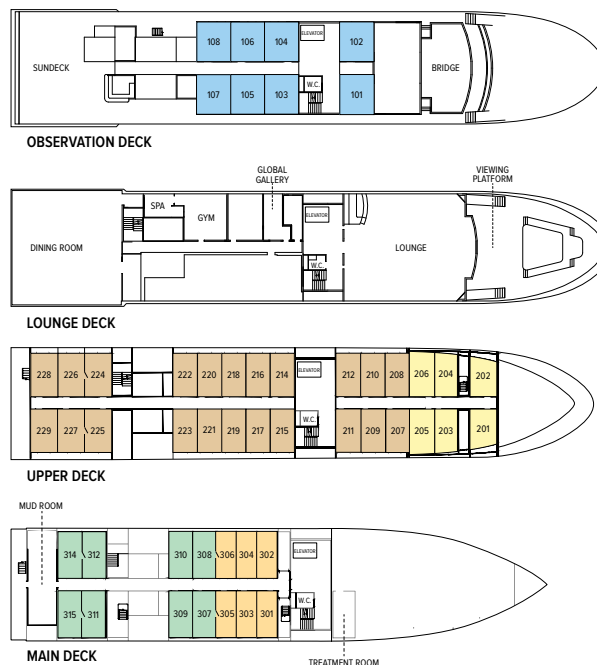 108 106 104 ELEVATOR 102
SUNDECK BRIDGE
W.C.
107 105 103 101
OBSERVATION DECK
GLOBAL
GALLERY
VIEWING
PLATFORM
SPA
GYM
ELEVATOR
DINING ROOM LOUNGE
W.C.
LOUNGE DECK
228 226 224 222 220 218 216 214 ELEVATOR 212 210 208 206 204 202
W.C.
229 227 225 223 221 219 217 215 211 209 207 205 203 201
UPPER DECK
MUD ROOM
314 312 310 308 306 304 302 ELEVATOR
W.C.
315 311 309 307 305 303 301
MAIN DECK
TREATMENT ROOM